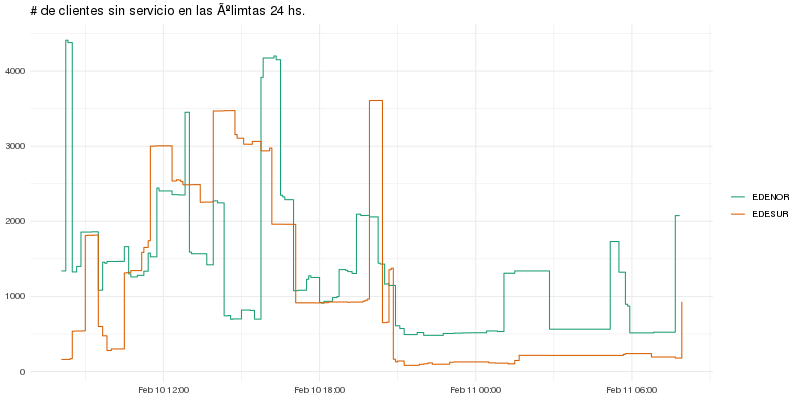 # de clientes sin servicio en las Ãºlimtas 24 hs.
4000
3000
2000
1000
0
Feb 10 12:00
Feb 10 18:00
Feb 11 00:00
Feb 11 06:00
EDENOR
EDESUR